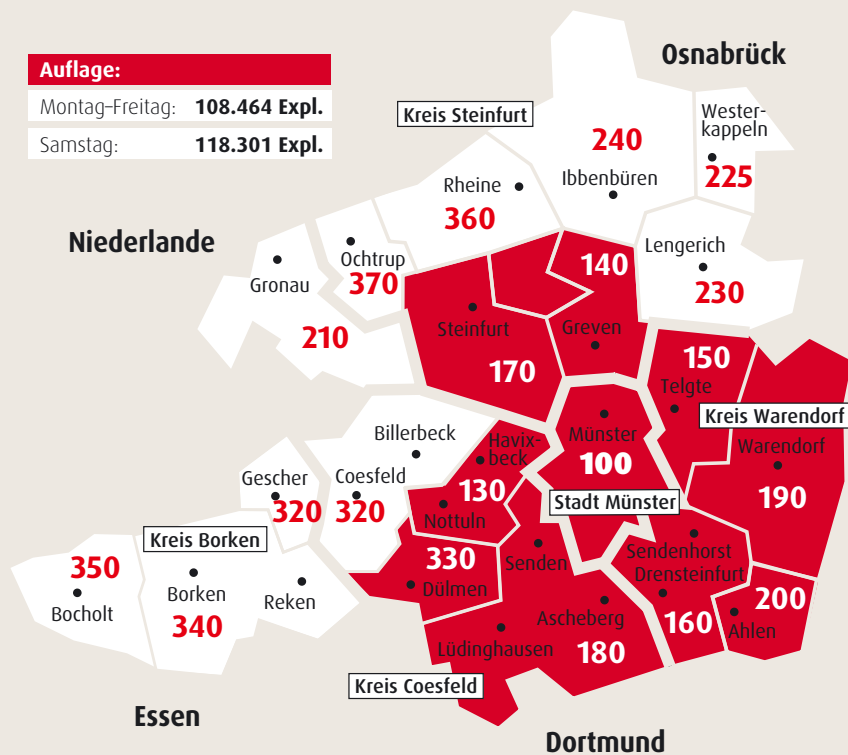 Osnabrück
Auflage:
Montag–Freitag: 108.464 Expl.
Samstag: 118.301 Expl.
Kreis Steinfurt
240
Ibbenbüren
Wester-
kappeln
225
Rheine
360
Niederlande
Ochtrup
370
Gronau
210
Lengerich
230
140
Greven
Steinfurt
170
150
Telgte
Kreis Warendorf
Warendorf
190
Münster
100
Stadt Münster
Billerbeck
Coesfeld
320
Havix-
beck
130
Nottuln
Gescher
320
Kreis Borken
350
Bocholt
Borken
340
Reken
330
Dülmen
Senden
Ascheberg
Lüdinghausen
180
Sendenhorst
Drensteinfurt
160
200
Ahlen
Kreis Coesfeld
Essen
Dortmund